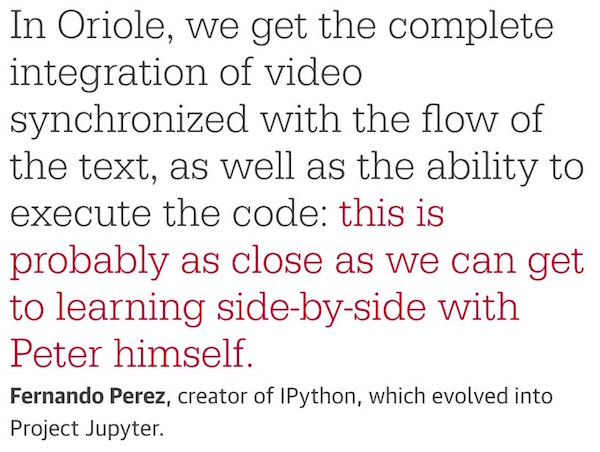 In Oriole, we get the complete
integration of video
synchronized with the flow of
the text, as well as the ability to
execute the code: this is
probably as close as we can get
to learning side-by-side with
Peter himself.
Fernando Perez, creator of IPython, which evolved into
Project Jupyter.